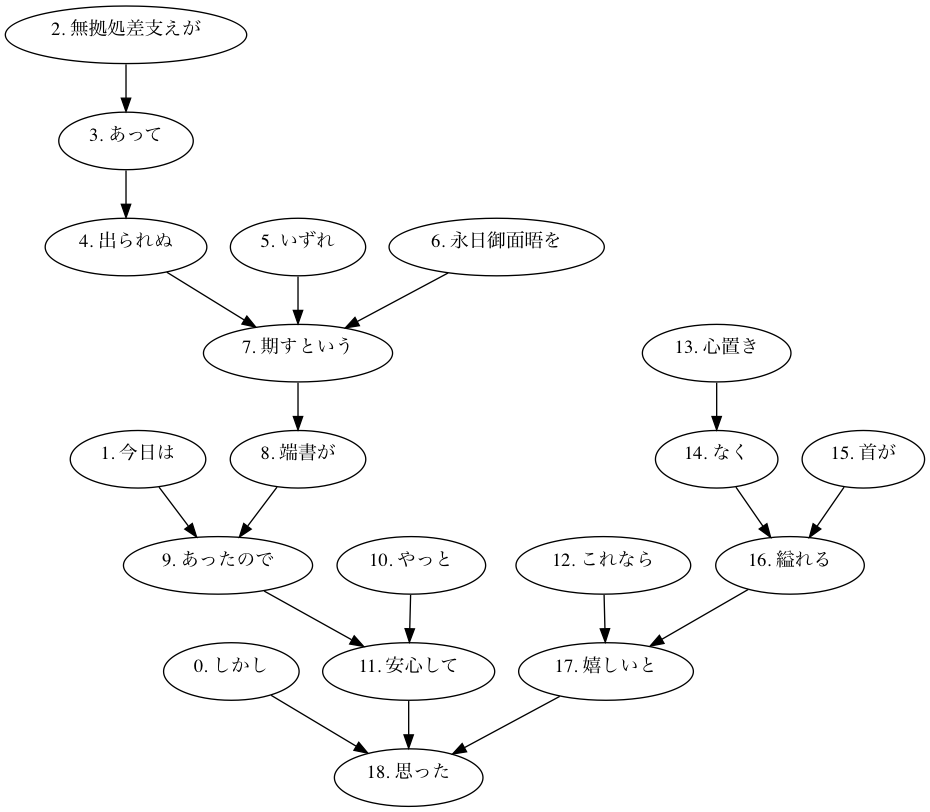 2. 無拠処差支えが
3. あって
4. 出られぬ
5. いずれ
6. 永日御面晤を
7. 期すという
13. 心置き
1. 今日は
8. 端書が
14. なく
15. 首が
9. あったので
10. やっと
12. これなら
16. 縊れる
0. しかし
11. 安心して
17. 嬉しいと
18. 思った